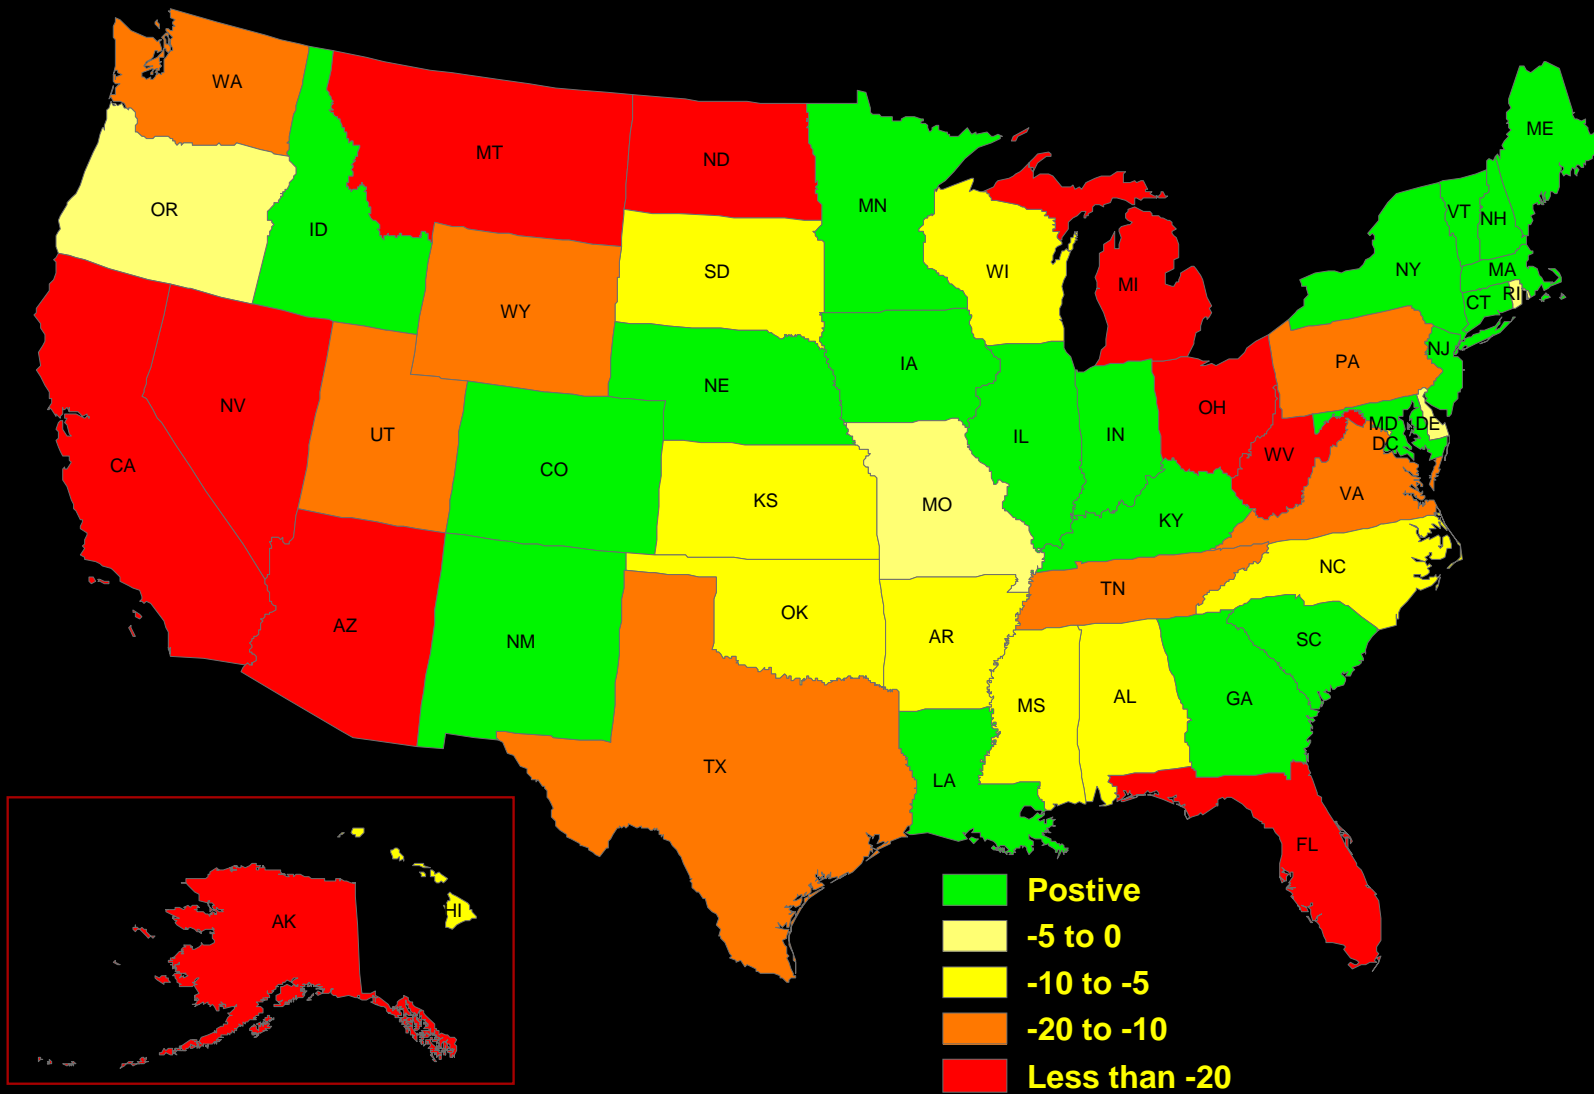 WA
MT
ND
ME
OR
ID
MN
VT
NH
SD
WI
NY
MA
MI
WY
CT
RI
NE
IA
PA
NJ
NV
UT
CO
IL
IN
OH
MD
DE
DC
WV
CA
KS
MO
KY
VA
NC
TN
AZ
NM
OK
AR
SC
MS
AL
GA
TX
LA
FL
HI
AK
Postive
-5 to 0
-10 to -5
-20 to -10
Less than -20